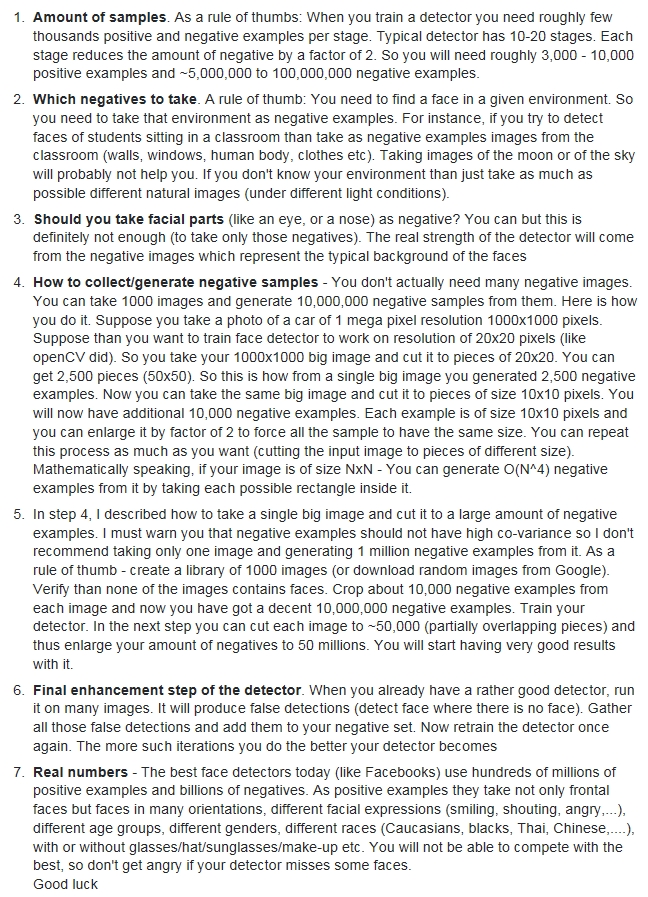 1. Amount of samples. As a rule of thumbs: When you train a detector you need roughly few
thousands positive and negative examples per stage. Typical detector has 10-20 stages. Each
stage reduces the amount of negative by a factor of 2. So you will need roughly 3,000 - 10,000
positive examples and ~5,000,000 to 100,000,000 negative examples.
2. Which negatives to take. A rule of thumb: You need to find a face in a given environment. So
you need to take that environment as negative examples. For instance, if you try to detect
faces of students sitting in a classroom than take as negative examples images from the
classroom (walls, windows, human body, clothes etc). Taking images of the moon or of the sky
will probably not help you. If you don't know your environment than just take as much as
possible different natural images (under different light conditions).
3. Should you take facial parts (like an eye, or a nose) as negative? You can but this is
definitely not enough (to take only those negatives). The real strength of the detector will come
from the negative images which represent the typical background of the faces
4. How to collect/generate negative samples - You don't actually need many negative images.
You can take 1000 images and generate 10,000,000 negative samples from them. Here is how
you do it. Suppose you take a photo of a car of 1 mega pixel resolution 1000x1000 pixels.
Suppose than you want to train face detector to work on resolution of 20x20 pixels (like
openCV did). So you take your 1000x1000 big image and cut it to pieces of 20x20. You can
get 2,500 pieces (50x50). So this is how from a single big image you generated 2,500 negative
examples. Now you can take the same big image and cut it to pieces of size 10x10 pixels. You
will now have additional 10,000 negative examples. Each example is of size 10x10 pixels and
you can enlarge it by factor of 2 to force all the sample to have the same size. You can repeat
this process as much as you want (cutting the input image to pieces of different size).
Mathematically speaking, if your image is of size NxN - You can generate O(N^4) negative
examples from it by taking each possible rectangle inside it.
5. In step 4, I described how to take a single big image and cut it to a large amount of negative
examples. I must warn you that negative examples should not have high co-variance so I don't
recommend taking only one image and generating 1 million negative examples from it. As a
rule of thumb - create a library of 1000 images (or download random images from Google).
Verify than none of the images contains faces. Crop about 10,000 negative examples from
each image and now you have got a decent 10,000,000 negative examples. Train your
detector. In the next step you can cut each image to ~50,000 (partially overlapping pieces) and
thus enlarge your amount of negatives to 50 millions. You will start having very good results
with it.
6. Final enhancement step of the detector. When you already have a rather good detector, run
it on many images. It will produce false detections (detect face where there is no face). Gather
all those false detections and add them to your negative set. Now retrain the detector once
again. The more such iterations you do the better your detector becomes
7. Real numbers - The best face detectors today (like Facebooks) use hundreds of millions of
positive examples and billions of negatives. As positive examples they take not only frontal
faces but faces in many orientations, different facial expressions (smiling, shouting, angry,...),
different age groups, different genders, different races (Caucasians, blacks, Thai, Chinese,....),
with or without glasses/hat/sunglasses/make-up etc. You will not be able to compete with the
best, so don't get angry if your detector misses some faces.
Good luck